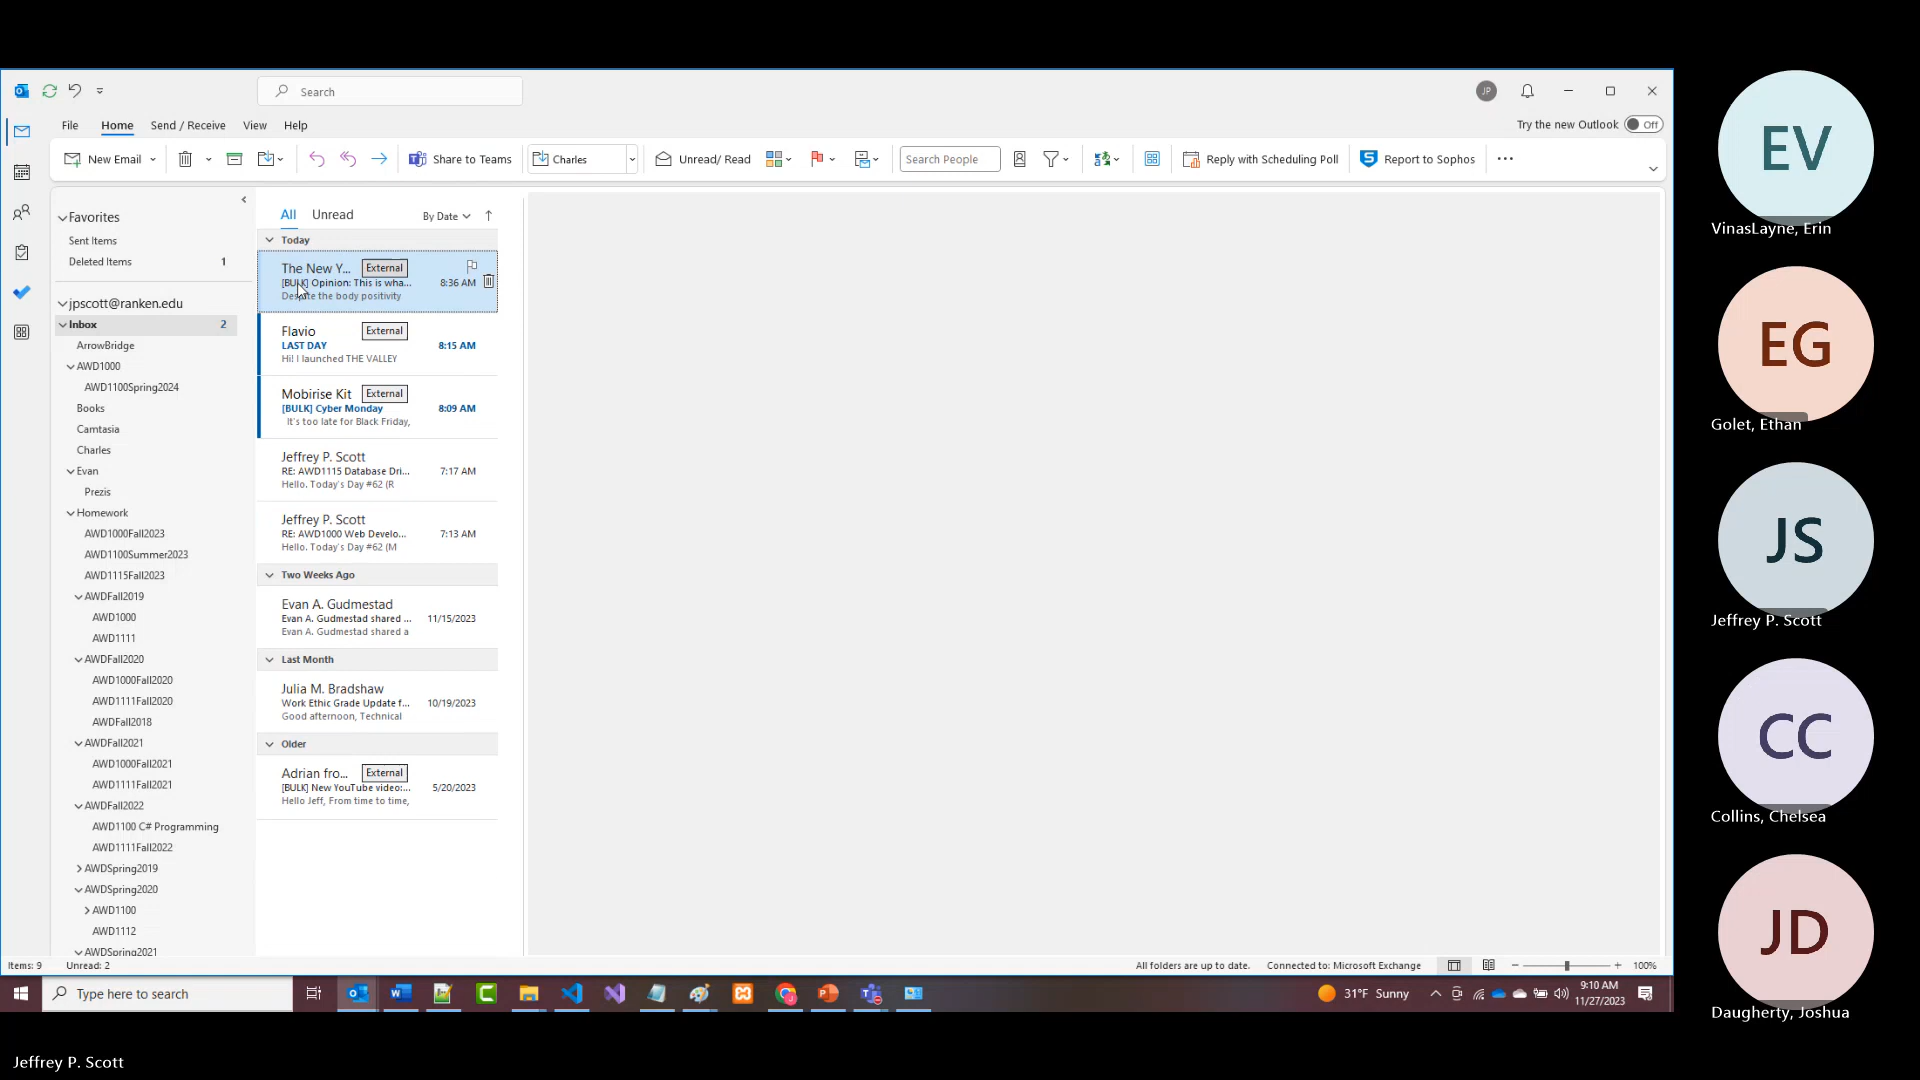 Search
JP
File
Home
Send / Receive
View
Help
Try the new Outlook
Off
New Email
Share to Teams
Charles
Unread/ Read
Search People
Reply with Scheduling Poll
Report to Sophos
Favorites
Sent Items
Deleted Items 1
jpscott@ranken.edu
Inbox 2
ArrowBridge
AWD1000
AWD1100Spring2024
Books
Camtasia
Charles
Evan
Prezis
Homework
AWD1000Fall2023
AWD1100Summer2023
AWD1115Fall2023
AWDFall2019
AWD1000
AWD1111
AWDFall2020
AWD1000Fall2020
AWD1111Fall2020
AWDFall2018
AWDFall2021
AWD1000Fall2021
AWD1111Fall2021
AWDFall2022
AWD1100 C# Programming
AWD1111Fall2022
AWDSpring2019
AWDSpring2020
AWD1100
AWD1112
AWDSpring2021
All Unread By Date
Today
The New Y... External
[BULK] Opinion: This is wha... 8:36 AM
Despite the body positivity
Flavio External
LAST DAY 8:15 AM
Hi! I launched THE VALLEY
Mobirise Kit External
[BULK] Cyber Monday 8:09 AM
It's too late for Black Friday,
Jeffrey P. Scott
RE: AWD1115 Database Dri... 7:17 AM
Hello. Today's Day #62 (R
Jeffrey P. Scott
RE: AWD1000 Web Develo... 7:13 AM
Hello. Today's Day #62 (M
Two Weeks Ago
Evan A. Gudmestad
Evan A. Gudmestad shared ... 11/15/2023
Evan A. Gudmestad shared a
Last Month
Julia M. Bradshaw
Work Ethic Grade Update f... 10/19/2023
Good afternoon, Technical
Older
Adrian fro... External
[BULK] New YouTube video:... 5/20/2023
Hello Jeff, From time to time,
Items: 9 Unread: 2
All folders are up to date. Connected to: Microsoft Exchange 100%
Type here to search
31°F Sunny
9:10 AM
11/27/2023
Jeffrey P. Scott
EV
VinasLayne, Erin
EG
Golet, Ethan
JS
Jeffrey P. Scott
CC
Collins, Chelsea
JD
Daugherty, Joshua